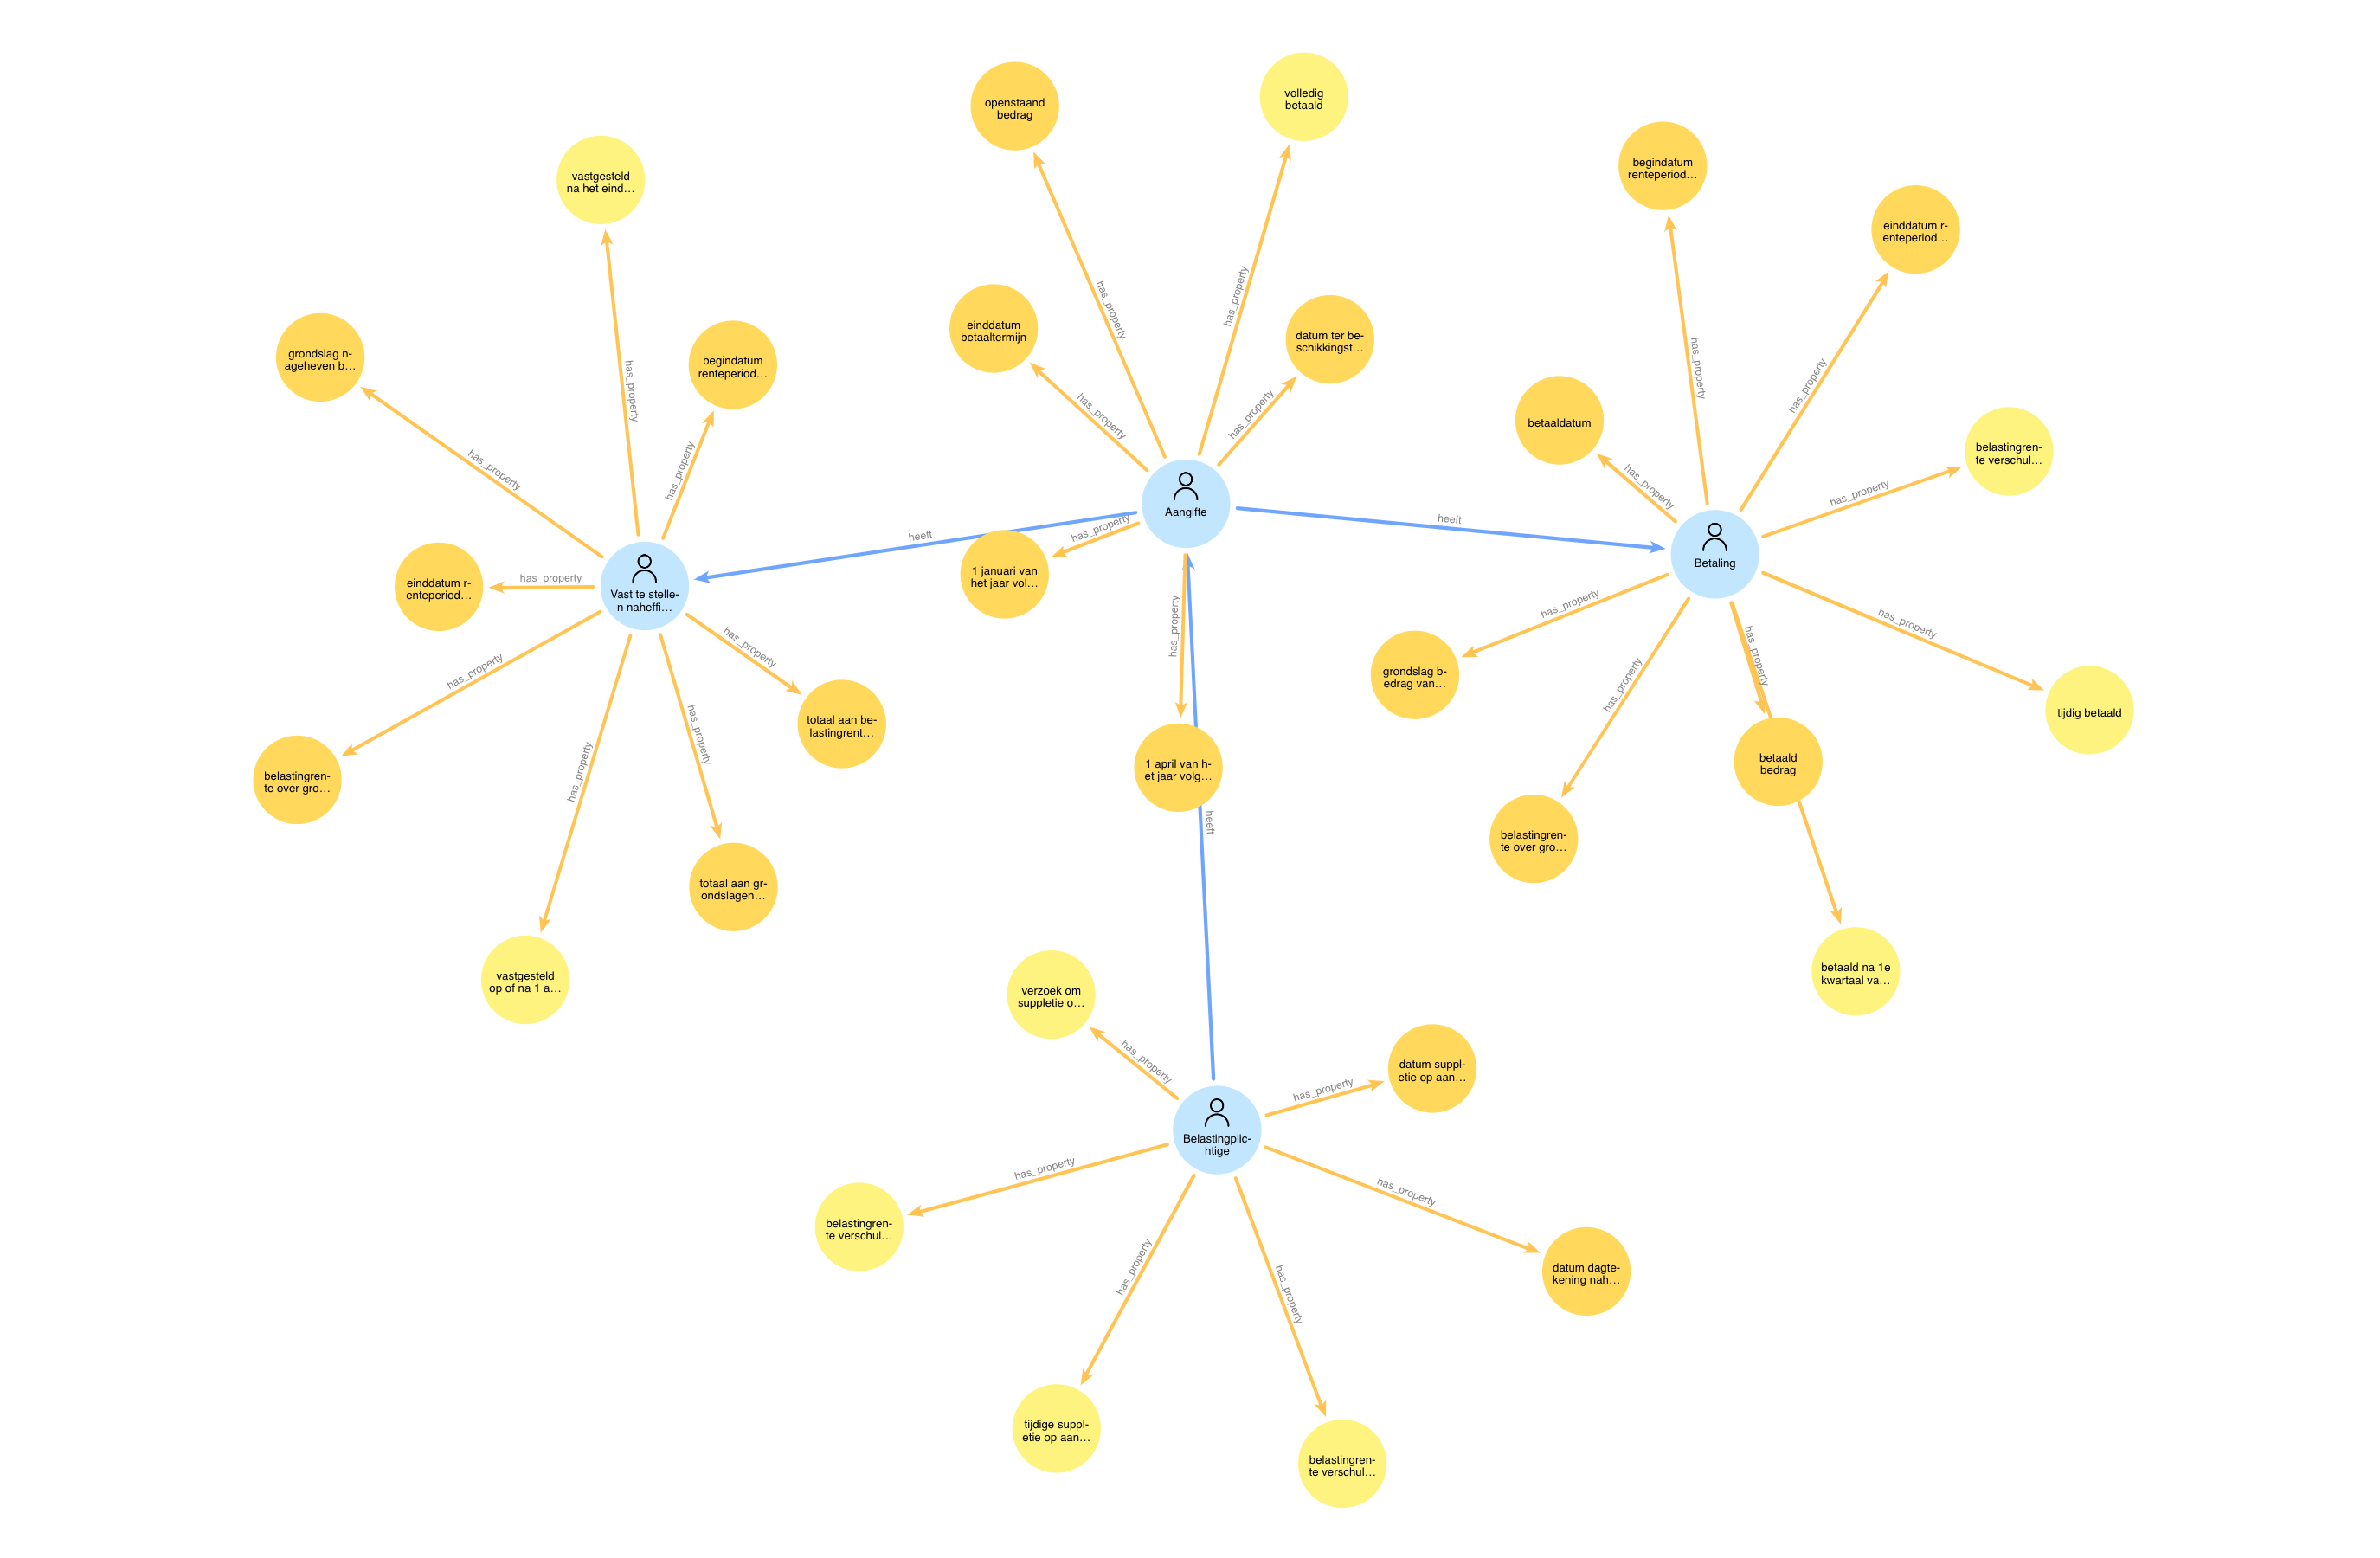 volledig
betaald
openstaand
bedrag
begindatum
renteperiod...
vastgesteld
na het eind...
einddatum r-
enteperiod...
has_property
has_property
einddatum
betaaltermijn
datum ter be-
schikkingst...
grondslag n-
ageheven b...
begindatum
renteperiod...
has_property
has_property
has_property
has_property
has_property
betaaldatum
belastingren-
te verschul...
has_property
has_property
has_property
has_property
has_property
Aangifte
heeft
has_property
heeft
Betaling
einddatum r-
enteperiod...
has_property
Vast te stelle-
n naheffi...
1 januari van
het jaar vol...
has_property
has_property
has_property
has_property
has_property
has_property
has_property
grondslag b-
edrag van...
tijdig betaald
has_property
totaal aan be-
lastingrent...
has_property
has_property
betaald
bedrag
1 april van h-
et jaar volg...
belastingren-
te over gro...
heeft
belastingren-
te over gro...
totaal aan gr-
ondslagen...
betaald na 1e
kwartaal va...
vastgesteld
op of na 1 a...
verzoek om
suppletie o...
has_property
datum suppl-
etie op aan...
has_property
Belastingplic-
htige
has_property
has_property
belastingren-
te verschul...
has_property
has_property
datum dagte-
kening nah...
tijdige suppl-
etie op aan...
belastingren-
te verschul...